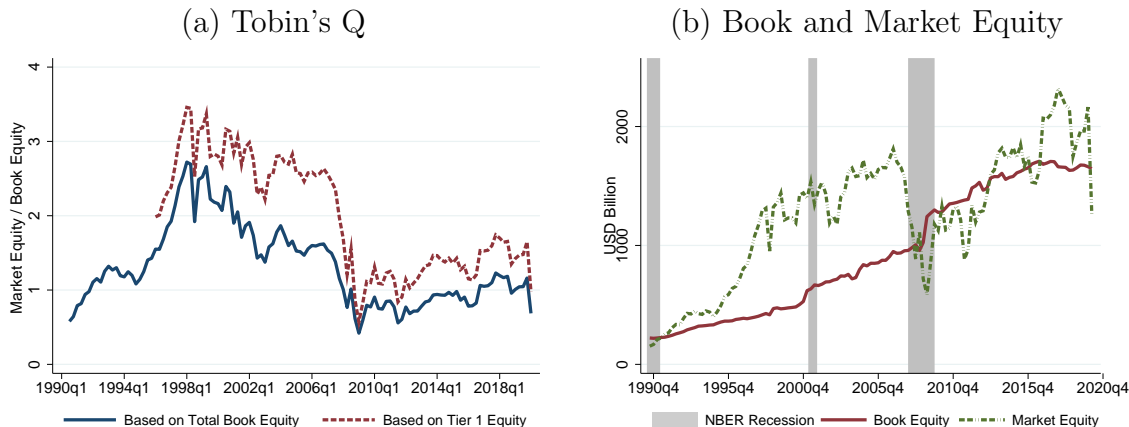 (a) Tobin's Q
Market Equity / Book Equity
4
3
2
1
0
1990q1 1994q1 1998q1 2002q1 2006q1 2010q1 2014q1 2018q1
Based on Total Book Equity Based on Tier 1 Equity
(b) Book and Market Equity
USD Billion
2000
1000
0
1990q4 1995q4 2000q4 2005q4 2010q4 2015q4 2020q4
NBER Recession Book Equity Market Equity